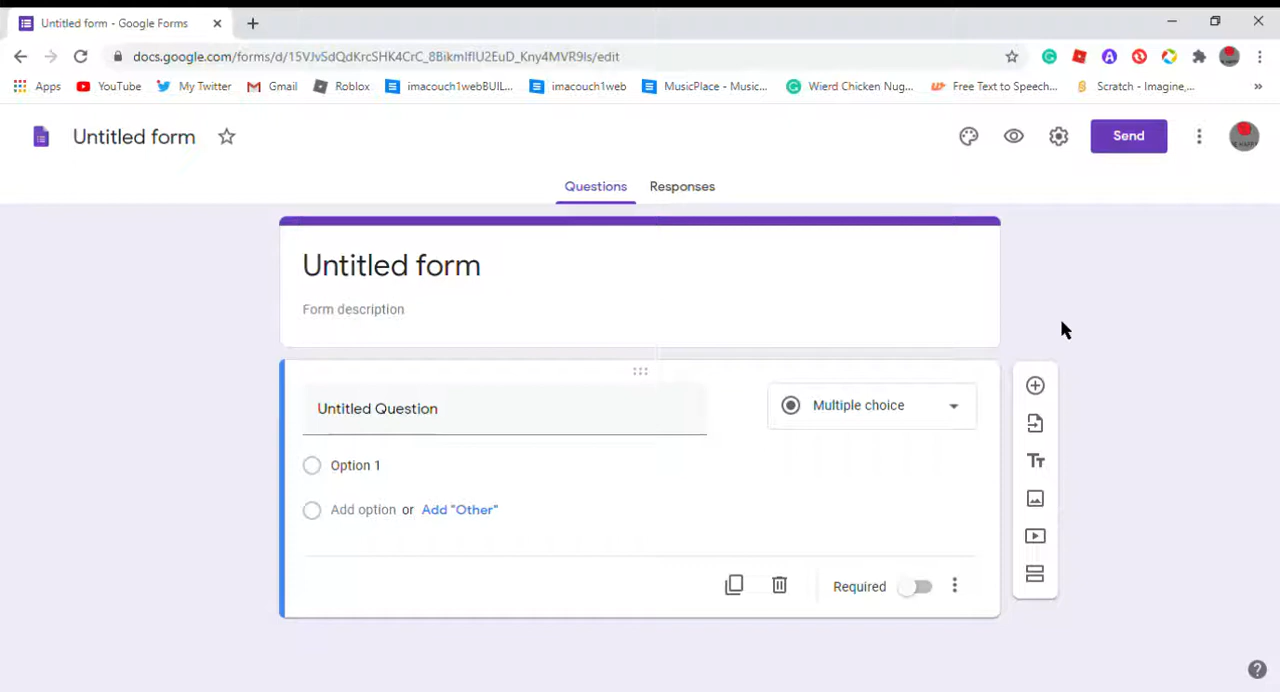 Untitled form - Google Forms
docs.google.com/forms/d/15VJvSdQdKrcSHK4CrC_8BikmIflU2EuD_Kny4MVR9Is/edit
Apps YouTube My Twitter Gmail Roblox imacouch1webBUIL... imacouch1web MusicPlace - Music... Wierd Chicken Nug... Free Text to Speech... Scratch - Imagine,... »
Untitled form Send
Questions Responses
Untitled form
Form description
Untitled Question Multiple choice
Option 1
Add option or Add "Other"
Required